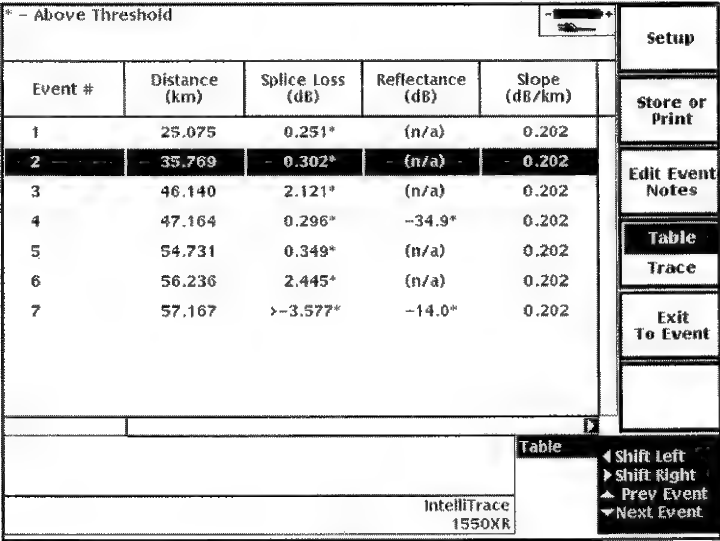 * - Above Threshold
- +
Event # Distance (km) Splice Loss (dB) Reflectance (dB) Slope (dB/km)
1 25.075 0.251* (n/a) 0.202
2 35.769 0.302* (n/a) 0.202
3 46.140 2.121* (n/a) 0.202
4 47.164 0.296* -34.9* 0.202
5 54.731 0.349* (n/a) 0.202
6 56.236 2.445* (n/a) 0.202
7 57.167 >-3.577* -14.0* 0.202
Setup
Store or
Print
Edit Event
Notes
Table
Trace
Exit
To Event
IntelliTrace
1550XR
Table
Shift Left
Shift Right
Prev Event
Next Event